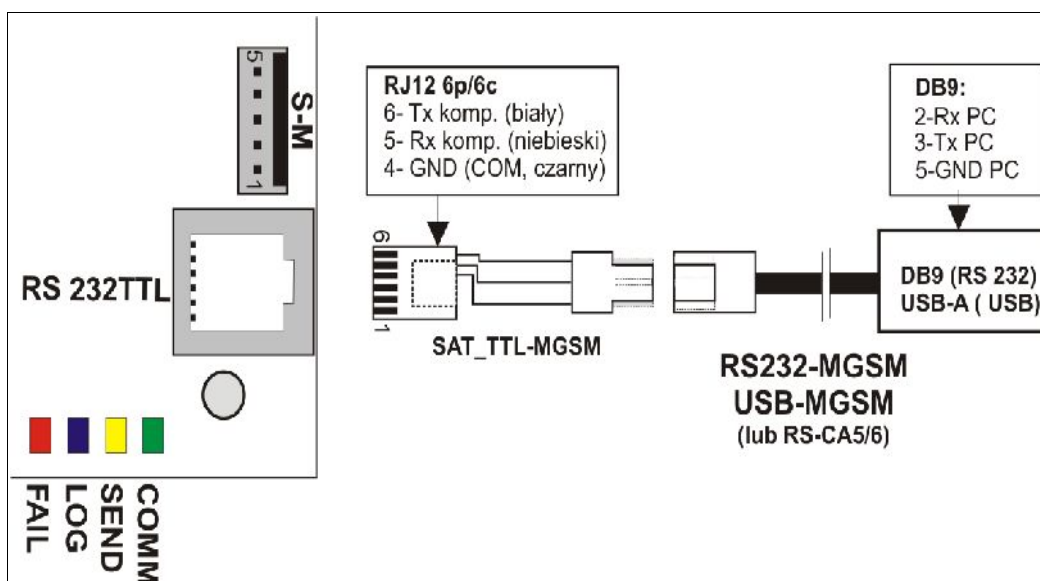 5
S-M
1
RS 232TTL
FAIL
LOG
SEND
COMM
RJ12 6p/6c
6- Tx komp. (biały)
5- Rx komp. (niebieski)
4- GND (COM, czarny)
6
1
SAT_TTL-MGSM
DB9:
2-Rx PC
3-Tx PC
5-GND PC
DB9 (RS 232)
USB-A ( USB)
RS232-MGSM
USB-MGSM
(lub RS-CA5/6)